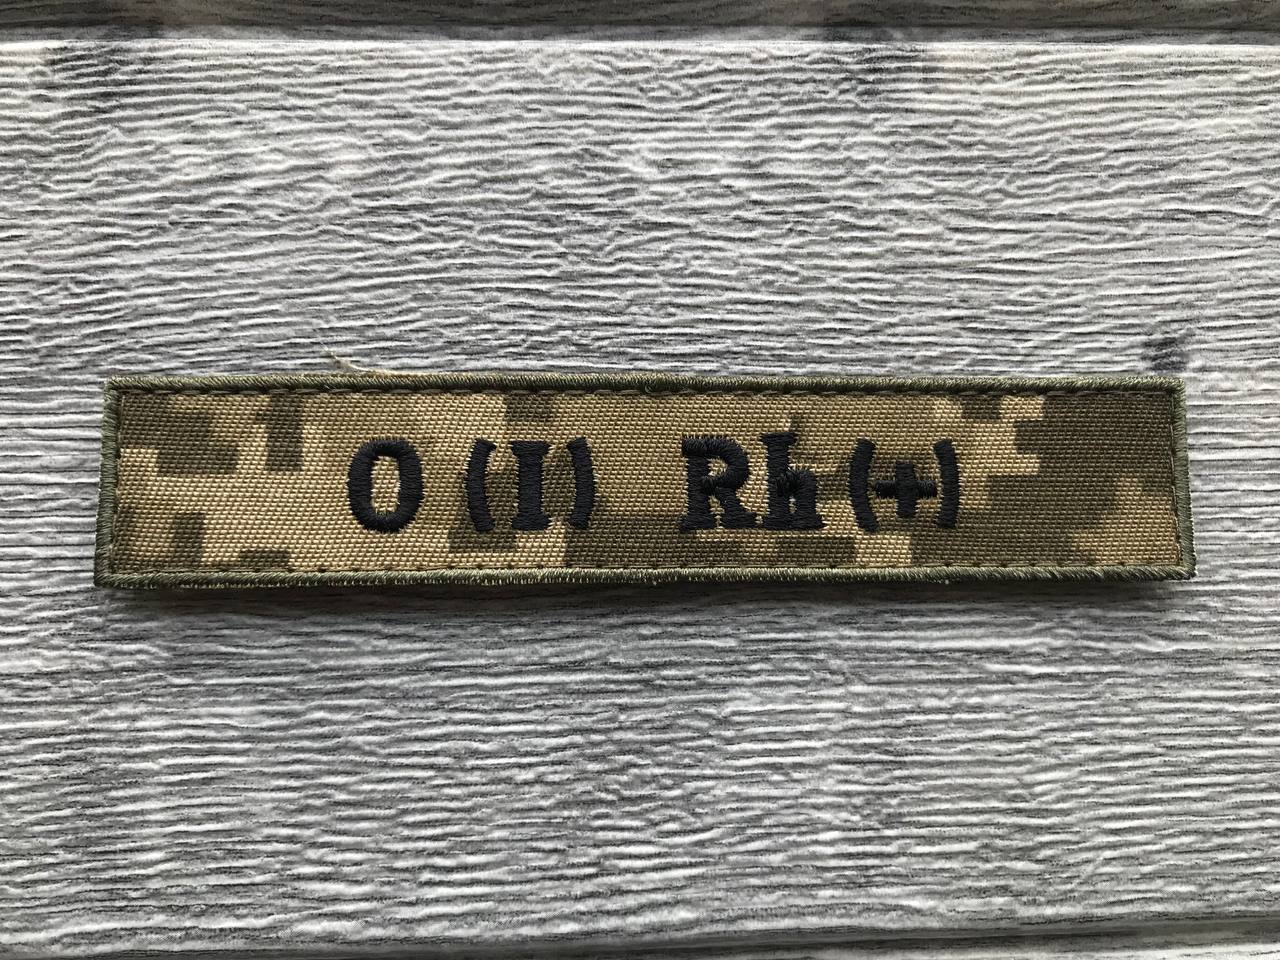 O (I) Rh (+)